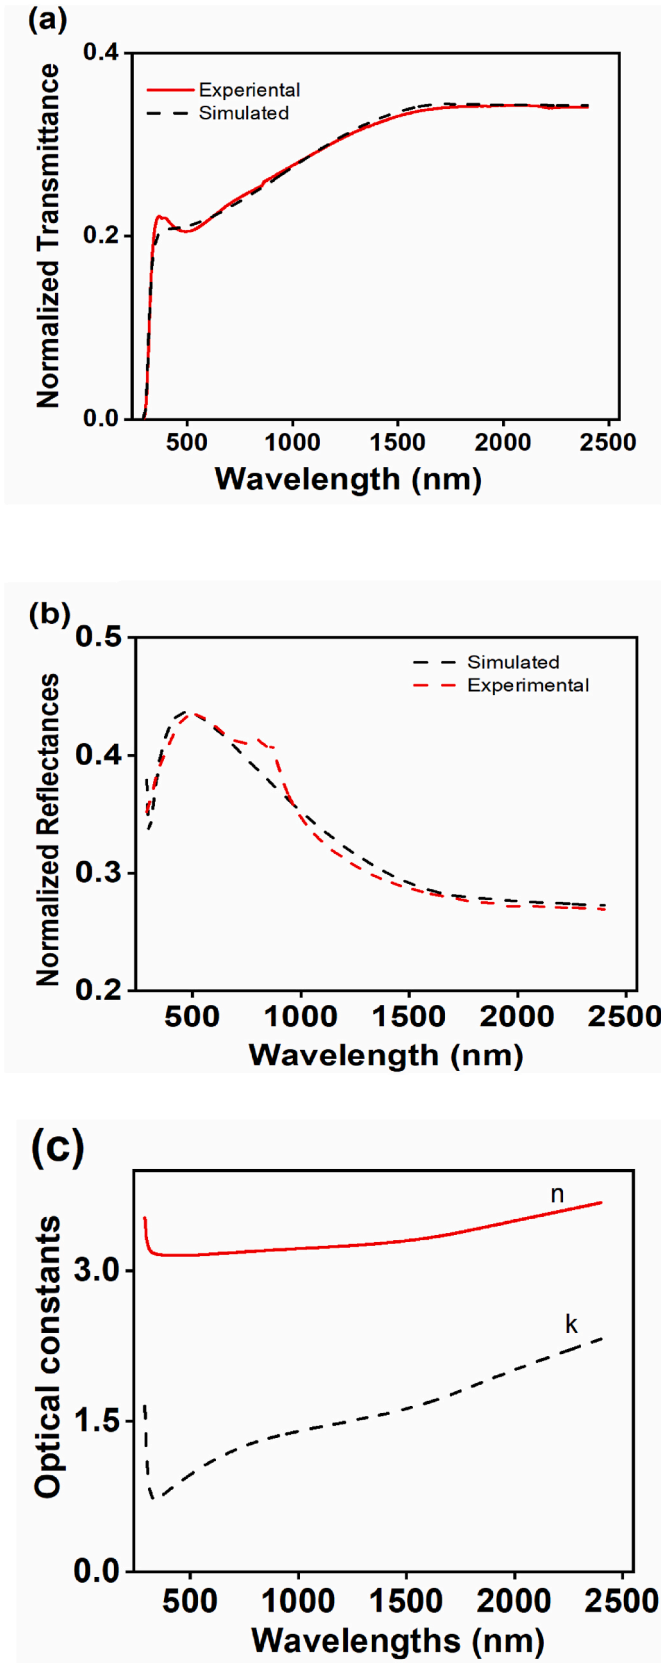 (a)
0.4
Experiental
Simulated
Normalized Transmittance
0.2
0.0
500 1000 1500 2000 2500
Wavelength (nm)
(b)
0.5
Simulated
Experimental
Normalized Reflectances
0.4
0.3
0.2
500 1000 1500 2000 2500
Wavelength (nm)
(c)
n
Optical constants
3.0
k
1.5
0.0
500 1000 1500 2000 2500
Wavelengths (nm)